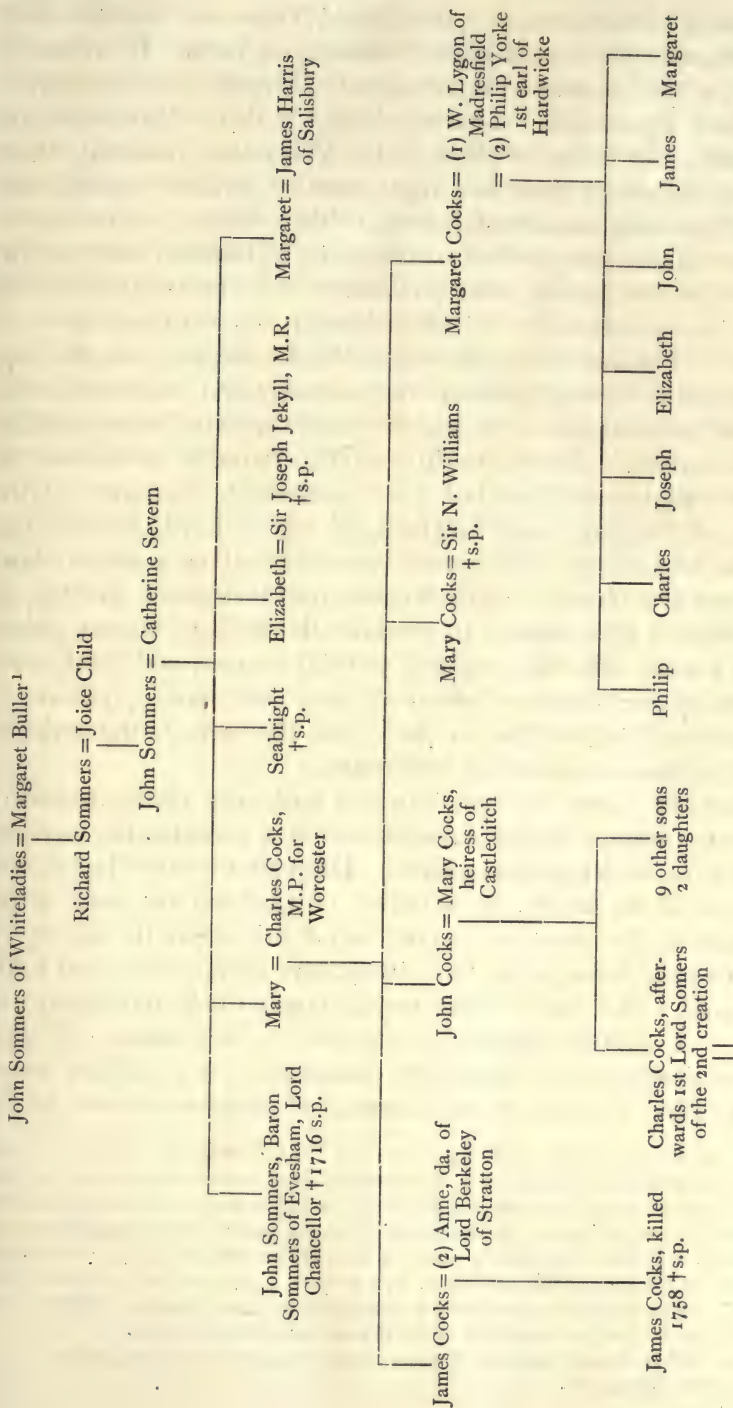 John Sommers of Whiteladies = Margaret Buller¹
Richard Sommers = Joice Child
John Sommers = Catherine Severn
John Sommers, Baron
Sommers of Evesham, Lord
Chancellor † 1716 s.p.
Mary = Charles Cocks,
M.P. for
Worcester
Seabright
† s.p.
Elizabeth = Sir Joseph Jekyll, M.R.
† s.p.
Margaret = James Harris
of Salisbury
James Cocks = (2) Anne, da. of
Lord Berkeley
of Stratton
John Cocks = Mary Cocks,
heiress of
Castleditch
Mary Cocks = Sir N. Williams
† s.p.
Margaret Cocks = (1) W. Lygon of
Madresfield
= (2) Philip Yorke
1st earl of
Hardwicke
James Cocks, killed
1758 † s.p.
Charles Cocks, after-
wards 1st Lord Somers
of the 2nd creation
9 other sons
2 daughters
Philip
Charles
Joseph
Elizabeth
John
James
Margaret